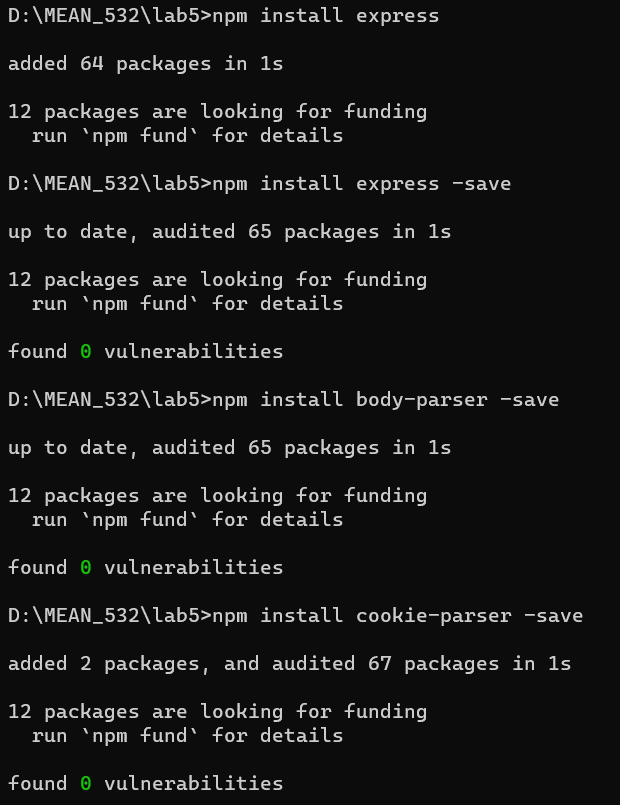 D:\MEAN_532\lab5>npm install express
added 64 packages in 1s
12 packages are looking for funding
  run `npm fund` for details
D:\MEAN_532\lab5>npm install express -save
up to date, audited 65 packages in 1s
12 packages are looking for funding
  run `npm fund` for details
found 0 vulnerabilities
D:\MEAN_532\lab5>npm install body-parser -save
up to date, audited 65 packages in 1s
12 packages are looking for funding
  run `npm fund` for details
found 0 vulnerabilities
D:\MEAN_532\lab5>npm install cookie-parser -save
added 2 packages, and audited 67 packages in 1s
12 packages are looking for funding
  run `npm fund` for details
found 0 vulnerabilities